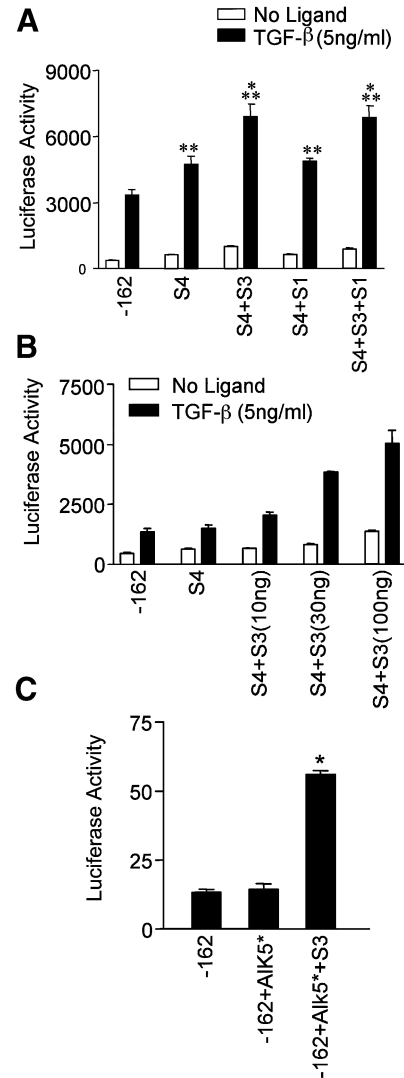 A
No Ligand
TGF-β (5ng/ml)
Luciferase Activity
9000
6000
3000
0
**
*
**
**
*
**
-162
S4
S4+S3
S4+S1
S4+S3+S1
B
No Ligand
TGF-β (5ng/ml)
Luciferase Activity
7500
5000
2500
0
-162
S4
S4+S3(10ng)
S4+S3(30ng)
S4+S3(100ng)
C
Luciferase Activity
75
50
25
0
*
-162
-162+AlK5*
-162+Alk5*+S3